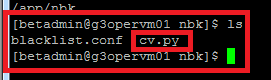 /app/nbk
[betadmin@g3opervm01 nbk]$ ls
blacklist.conf cv.py
[betadmin@g3opervm01 nbk]$